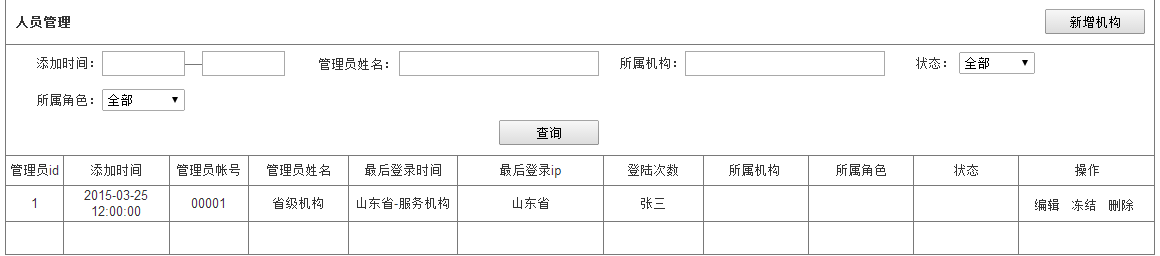 人员管理 新增机构
添加时间： — 管理员姓名： 所属机构： 状态： 全部
所属角色： 全部
查询
管理员id 添加时间 管理员帐号 管理员姓名 最后登录时间 最后登录ip 登陆次数 所属机构 所属角色 状态 操作
1 2015-03-25 12:00:00 00001 省级机构 山东省-服务机构 山东省 张三 编辑 冻结 删除